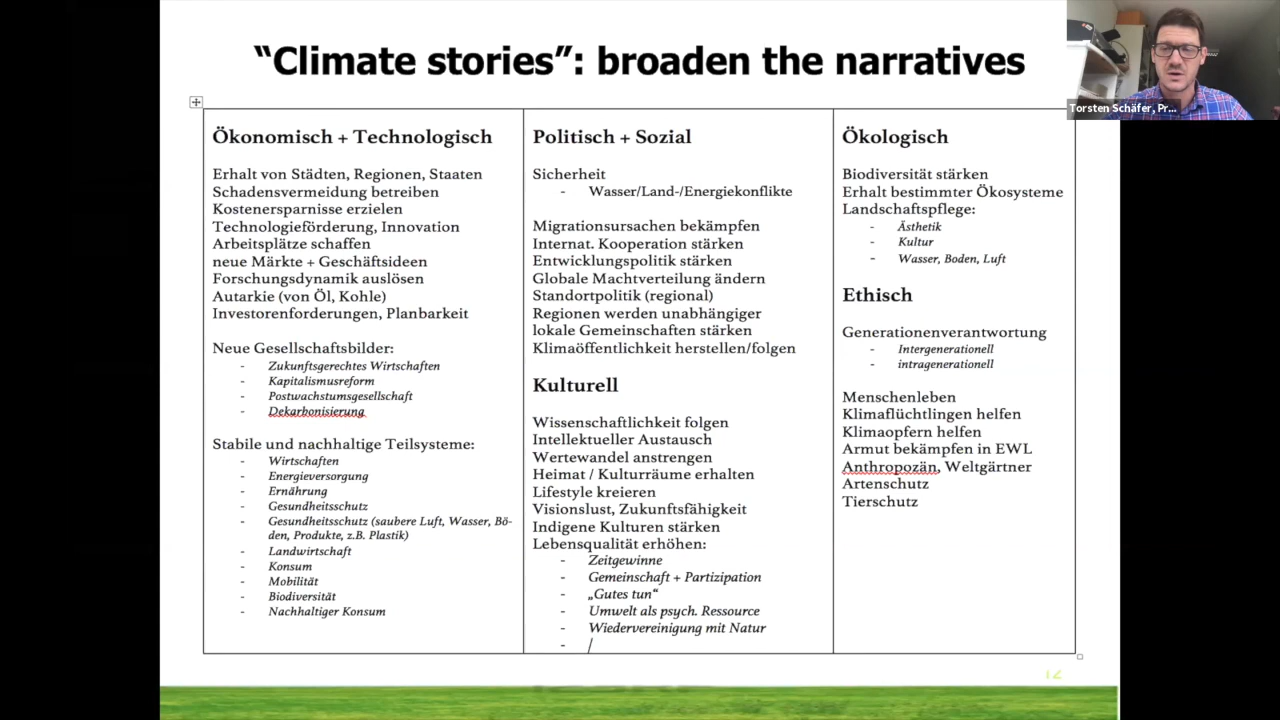 “Climate stories”: broaden the narratives
Torsten Schäfer, Pr...
Ökonomisch + Technologisch
Erhalt von Städten, Regionen, Staaten
Schadensvermeidung betreiben
Kostenersparnisse erzielen
Technologieförderung, Innovation
Arbeitsplätze schaffen
neue Märkte + Geschäftsideen
Forschungsdynamik auslösen
Autarkie (von Öl, Kohle)
Investorenforderungen, Planbarkeit
Neue Gesellschaftsbilder:
- Zukunftsgerechtes Wirtschaften
- Kapitalismusreform
- Postwachstumsgesellschaft
- Dekarbonisierung
Stabile und nachhaltige Teilsysteme:
- Wirtschaften
- Energieversorgung
- Ernährung
- Gesundheitsschutz
- Gesundheitsschutz (saubere Luft, Wasser, Bö-
den, Produkte, z.B. Plastik)
- Landwirtschaft
- Konsum
- Mobilität
- Biodiversität
- Nachhaltiger Konsum
Politisch + Sozial
Sicherheit
- Wasser/Land-/Energiekonflikte
Migrationsursachen bekämpfen
Internat. Kooperation stärken
Entwicklungspolitik stärken
Globale Machtverteilung ändern
Standortpolitik (regional)
Regionen werden unabhängiger
lokale Gemeinschaften stärken
Klimaöffentlichkeit herstellen/folgen
Kulturell
Wissenschaftlichkeit folgen
Intellektueller Austausch
Wertewandel anstrengen
Heimat / Kulturräume erhalten
Lifestyle kreieren
Visionslust, Zukunftsfähigkeit
Indigene Kulturen stärken
Lebensqualität erhöhen:
- Zeitgewinne
- Gemeinschaft + Partizipation
- „Gutes tun“
- Umwelt als psych. Ressource
- Wiedervereinigung mit Natur
- /
Ökologisch
Biodiversität stärken
Erhalt bestimmter Ökosysteme
Landschaftspflege:
- Ästhetik
- Kultur
- Wasser, Boden, Luft
Ethisch
Generationenverantwortung
- Intergenerationell
- intragenerationell
Menschenleben
Klimaflüchtlingen helfen
Klimaopfern helfen
Armut bekämpfen in EWL
Anthropozän, Weltgärtner
Artenschutz
Tierschutz
12